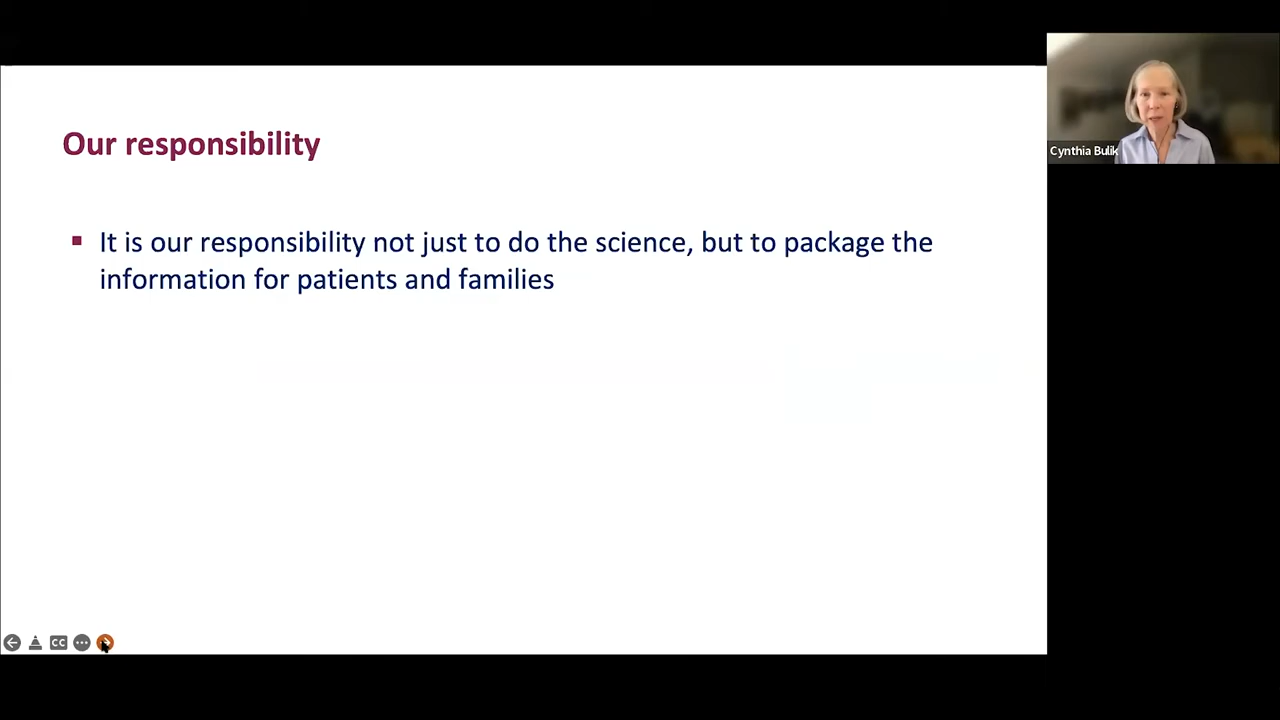 Our responsibility
▪ It is our responsibility not just to do the science, but to package the
information for patients and families
Cynthia Bulik
CC